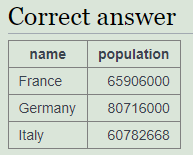 Correct answer
name population
France 65906000
Germany 80716000
Italy 60782668